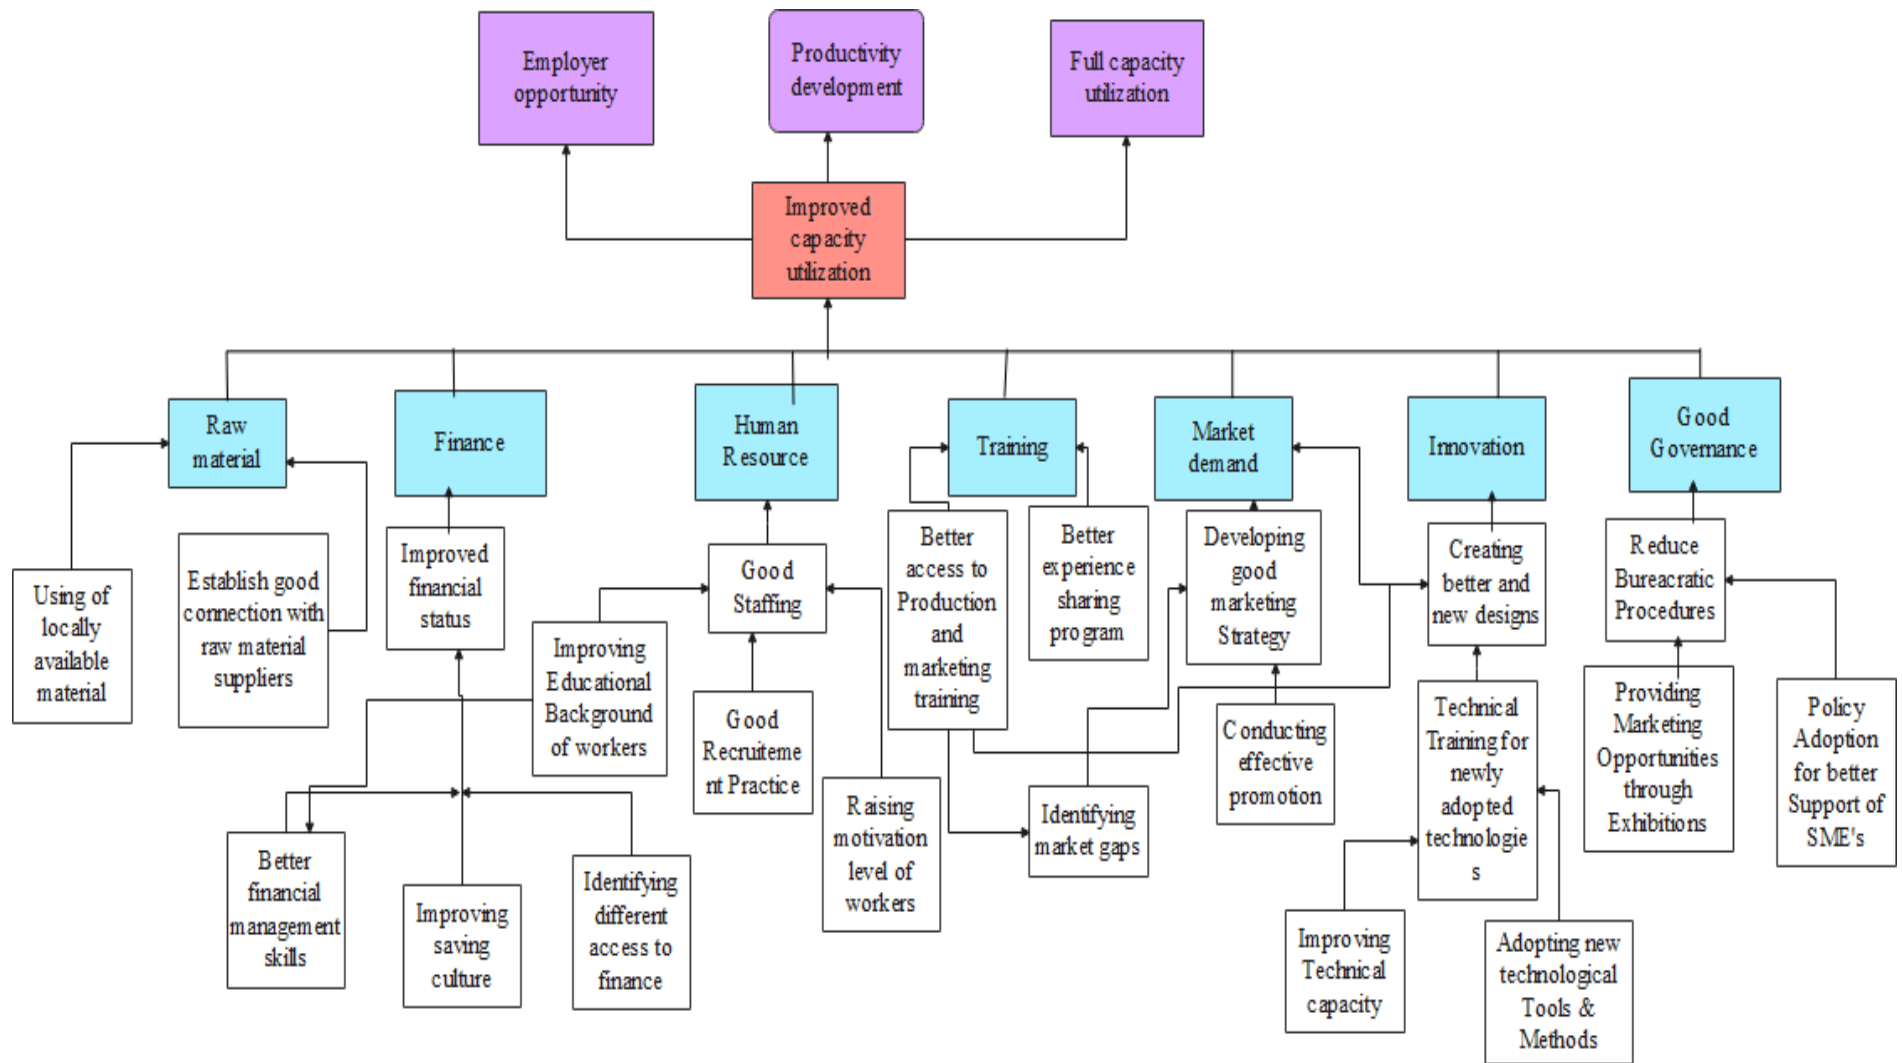 Employer
opportunity
Productivity
development
Full capacity
utilization
Improved
capacity
utilization
Raw
material
Finance
Human
Resource
Training
Market
demand
Innovation
Good
Governance
Using of
locally
available
material
Establish good
connection with
raw material
suppliers
Improved
financial
status
Improving
Educational
Background
of workers
Good
Staffing
Good
Recruiteme
nt Practice
Better
access to
Production
and
marketing
training
Better
experience
sharing
program
Developing
good
marketing
Strategy
Creating
better and
new designs
Reduce
Bureacratic
Procedures
Conducting
effective
promotion
Technical
Training for
newly
adopted
technologie
s
Providing
Marketing
Opportunities
through
Exhibitions
Policy
Adoption
for better
Support of
SME's
Better
financial
management
skills
Improving
saving
culture
Identifying
different
access to
finance
Raising
motivation
level of
workers
Identifying
market gaps
Improving
Technical
capacity
Adopting new
technological
Tools &
Methods